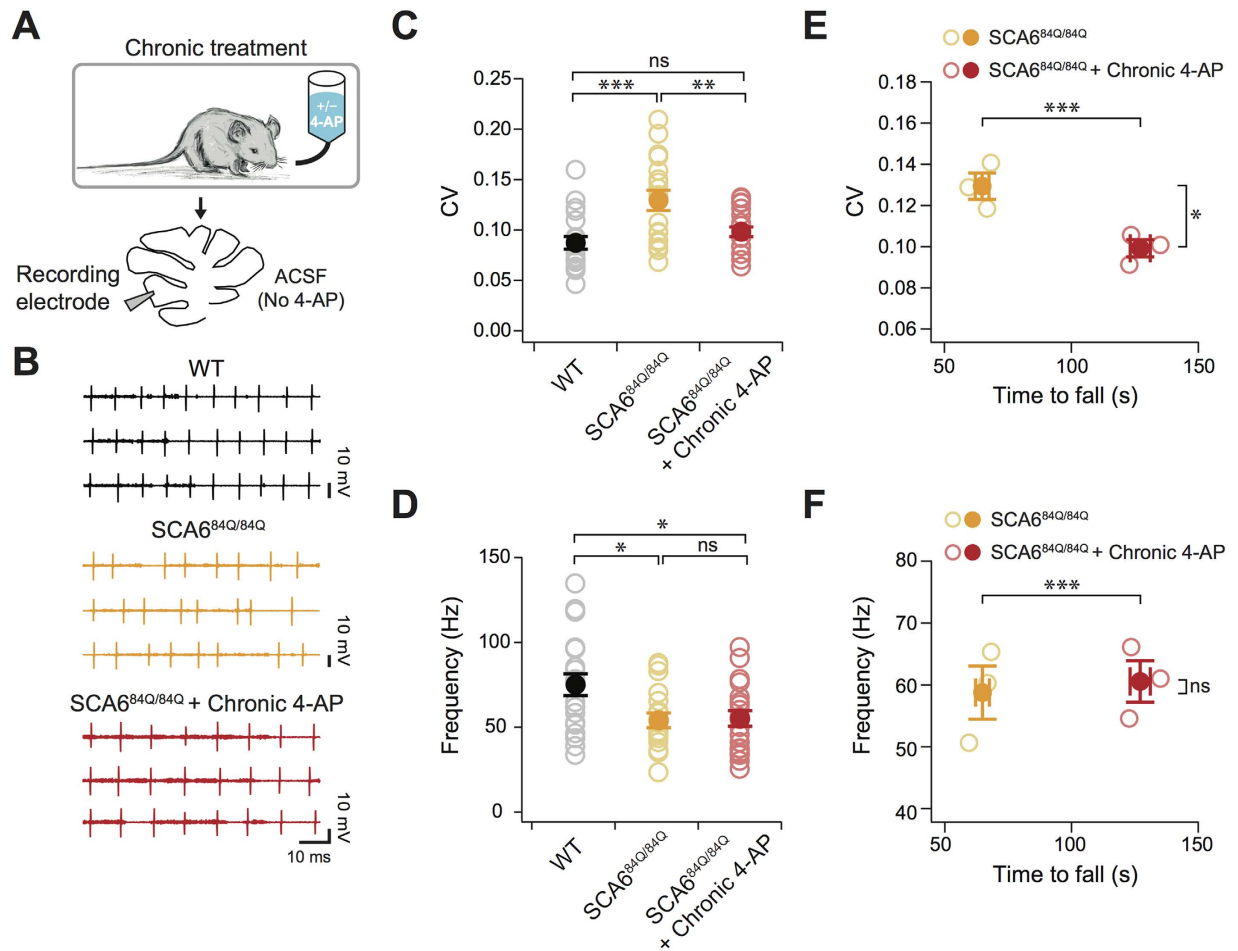 A
Chronic treatment
+/–
4-AP
Recording
electrode
ACSF
(No 4-AP)
B
WT
10 mV
SCA6^84Q/84Q
10 mV
SCA6^84Q/84Q + Chronic 4-AP
10 mV
10 ms
C
ns
*** **
0.25
0.20
0.15
0.10
0.05
0.00
CV
WT
SCA6^84Q/84Q
SCA6^84Q/84Q
+ Chronic 4-AP
D
*
* ns
150
100
50
0
Frequency (Hz)
WT
SCA6^84Q/84Q
SCA6^84Q/84Q
+ Chronic 4-AP
E
SCA6^84Q/84Q
SCA6^84Q/84Q + Chronic 4-AP
0.18
0.16
0.14
0.12
0.10
0.08
0.06
CV
***
*
50 100 150
Time to fall (s)
F
SCA6^84Q/84Q
SCA6^84Q/84Q + Chronic 4-AP
80
70
60
50
40
Frequency (Hz)
***
ns
50 100 150
Time to fall (s)